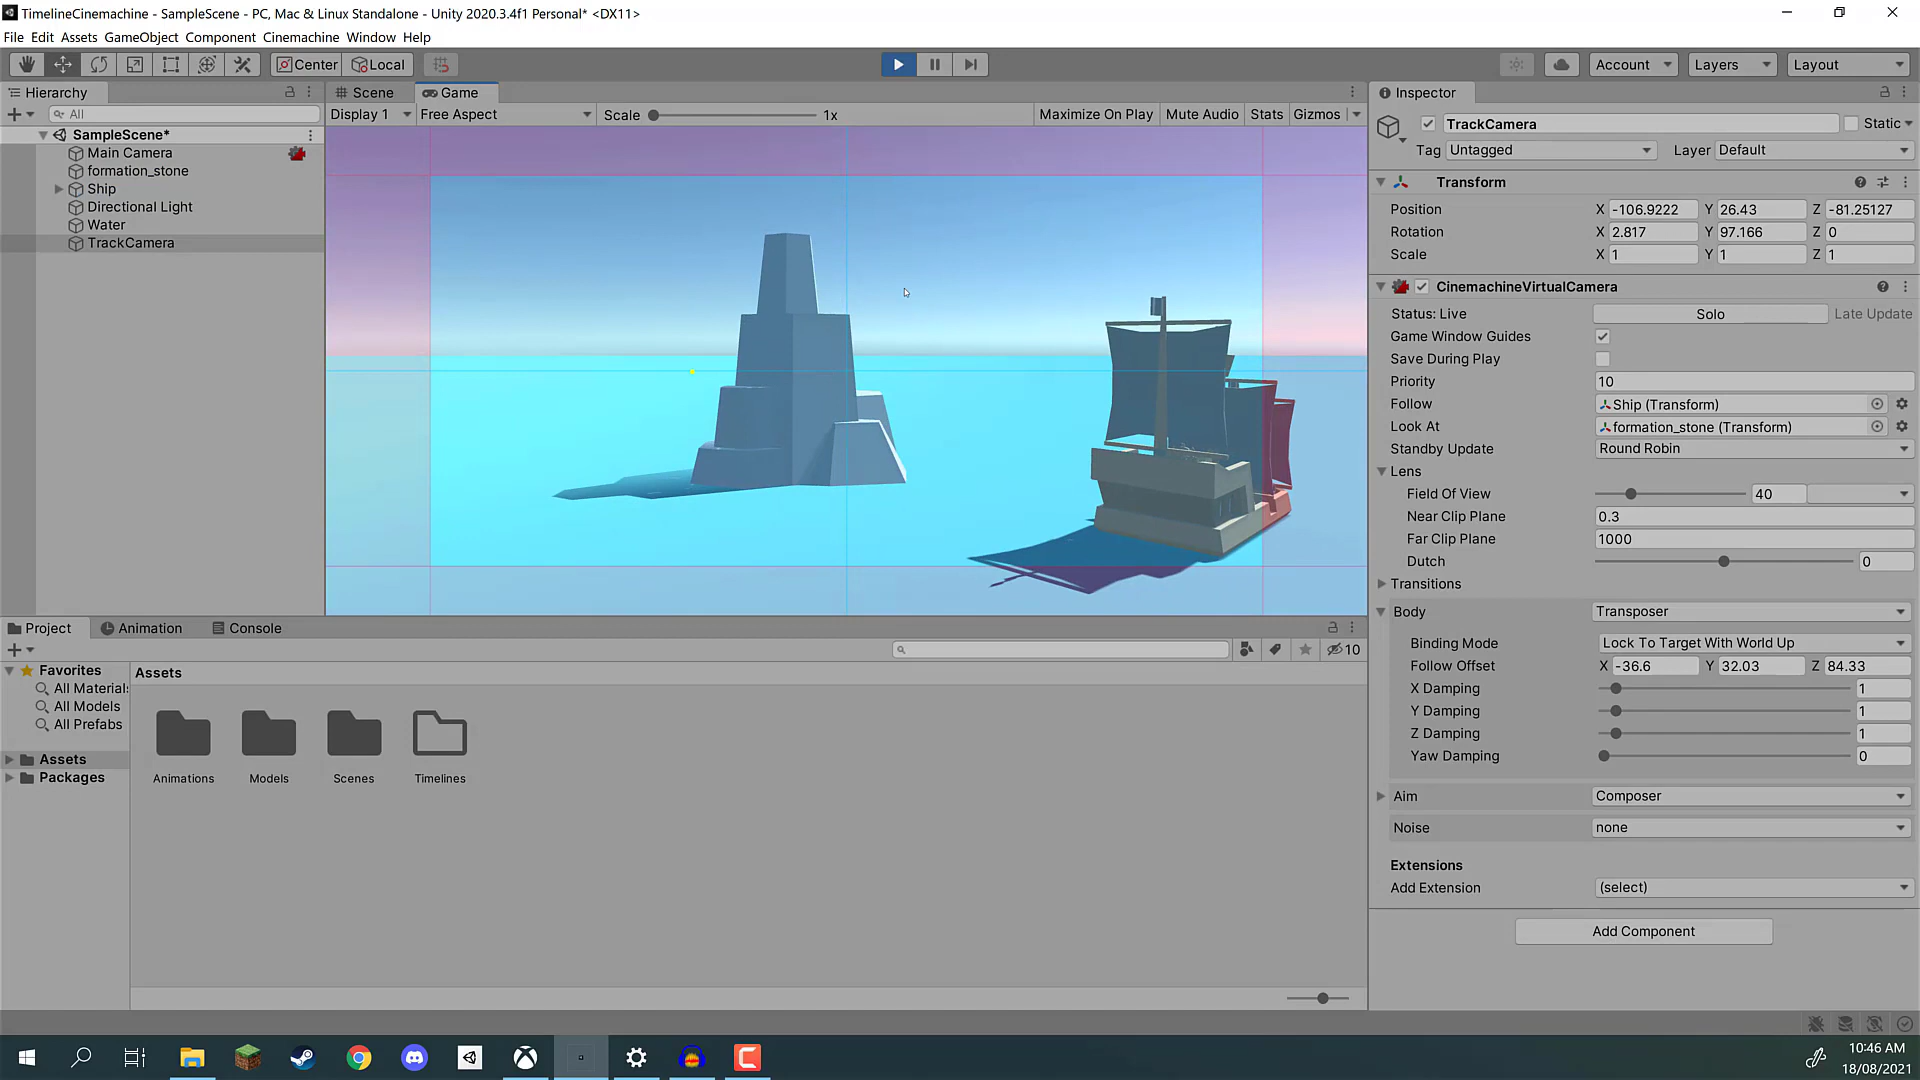 TimelineCinemachine - SampleScene - PC, Mac & Linux Standalone - Unity 2020.3.4f1 Personal* <DX11>
File Edit Assets GameObject Component Cinemachine Window Help
Center Local Account Layers Layout
Hierarchy
All
SampleScene*
Main Camera
formation_stone
Ship
Directional Light
Water
TrackCamera
Scene Game
Display 1 Free Aspect Scale 1x Maximize On Play Mute Audio Stats Gizmos
Inspector
TrackCamera Static
Tag Untagged Layer Default
Transform
Position X -106.9222 Y 26.43 Z -81.25127
Rotation X 2.817 Y 97.166 Z 0
Scale X 1 Y 1 Z 1
CinemachineVirtualCamera
Status: Live Solo Late Update
Game Window Guides
Save During Play
Priority 10
Follow Ship (Transform)
Look At formation_stone (Transform)
Standby Update Round Robin
Lens
Field Of View 40
Near Clip Plane 0.3
Far Clip Plane 1000
Dutch 0
Transitions
Body Transposer
Binding Mode Lock To Target With World Up
Follow Offset X -36.6 Y 32.03 Z 84.33
X Damping 1
Y Damping 1
Z Damping 1
Yaw Damping 0
Aim Composer
Noise none
Extensions
Add Extension (select)
Add Component
Project Animation Console
10
Favorites
All Material:
All Models
All Prefabs
Assets
Packages
Assets
Animations Models Scenes Timelines
10:46 AM
18/08/2021